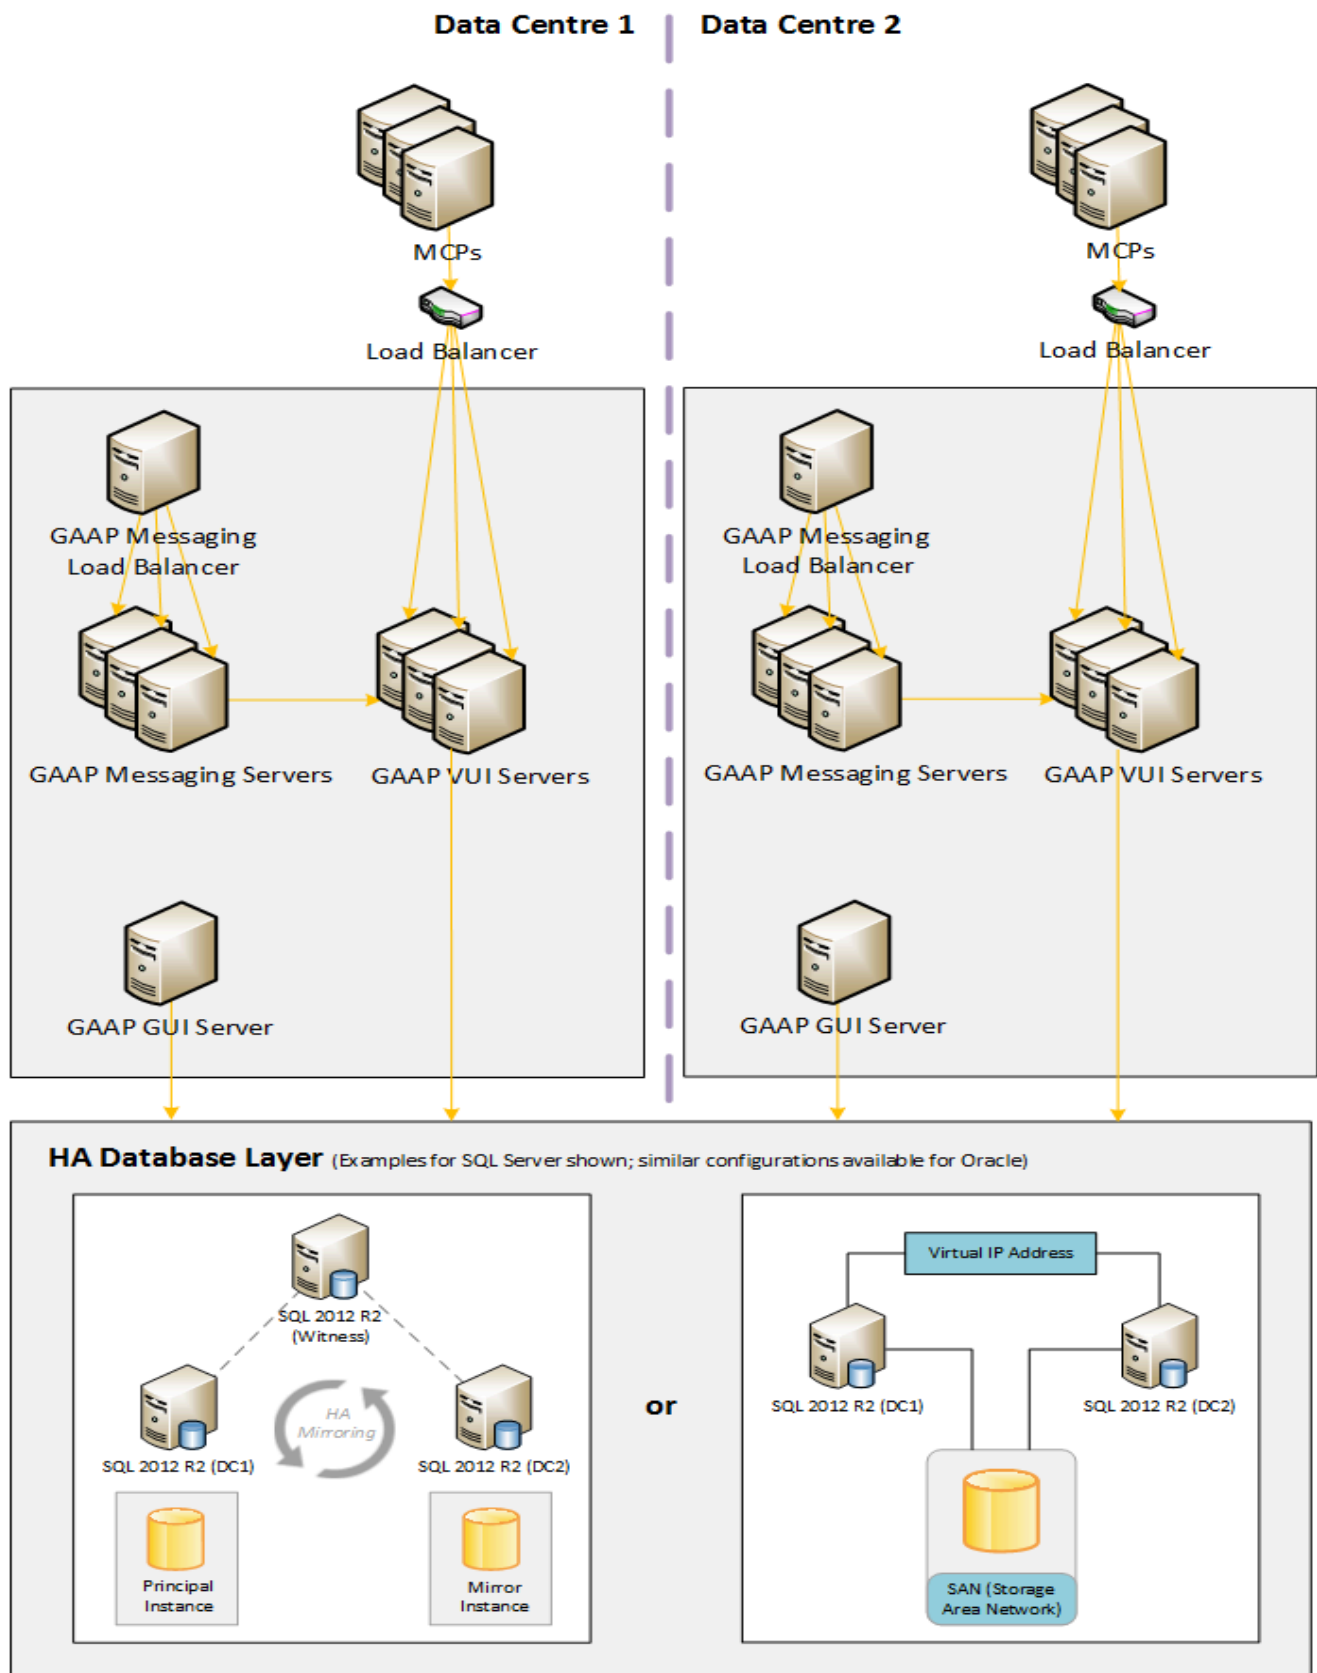 Data Centre 1
Data Centre 2
MCPs
MCPs
Load Balancer
Load Balancer
GAAP Messaging
Load Balancer
GAAP Messaging
Load Balancer
GAAP Messaging Servers
GAAP VUI Servers
GAAP Messaging Servers
GAAP VUI Servers
GAAP GUI Server
GAAP GUI Server
HA Database Layer (Examples for SQL Server shown; similar configurations available for Oracle)
SQL 2012 R2
(Witness)
HA
Mirroring
SQL 2012 R2 (DC1)
SQL 2012 R2 (DC2)
Principal
Instance
Mirror
Instance
or
Virtual IP Address
SQL 2012 R2 (DC1)
SQL 2012 R2 (DC2)
SAN (Storage
Area Network)